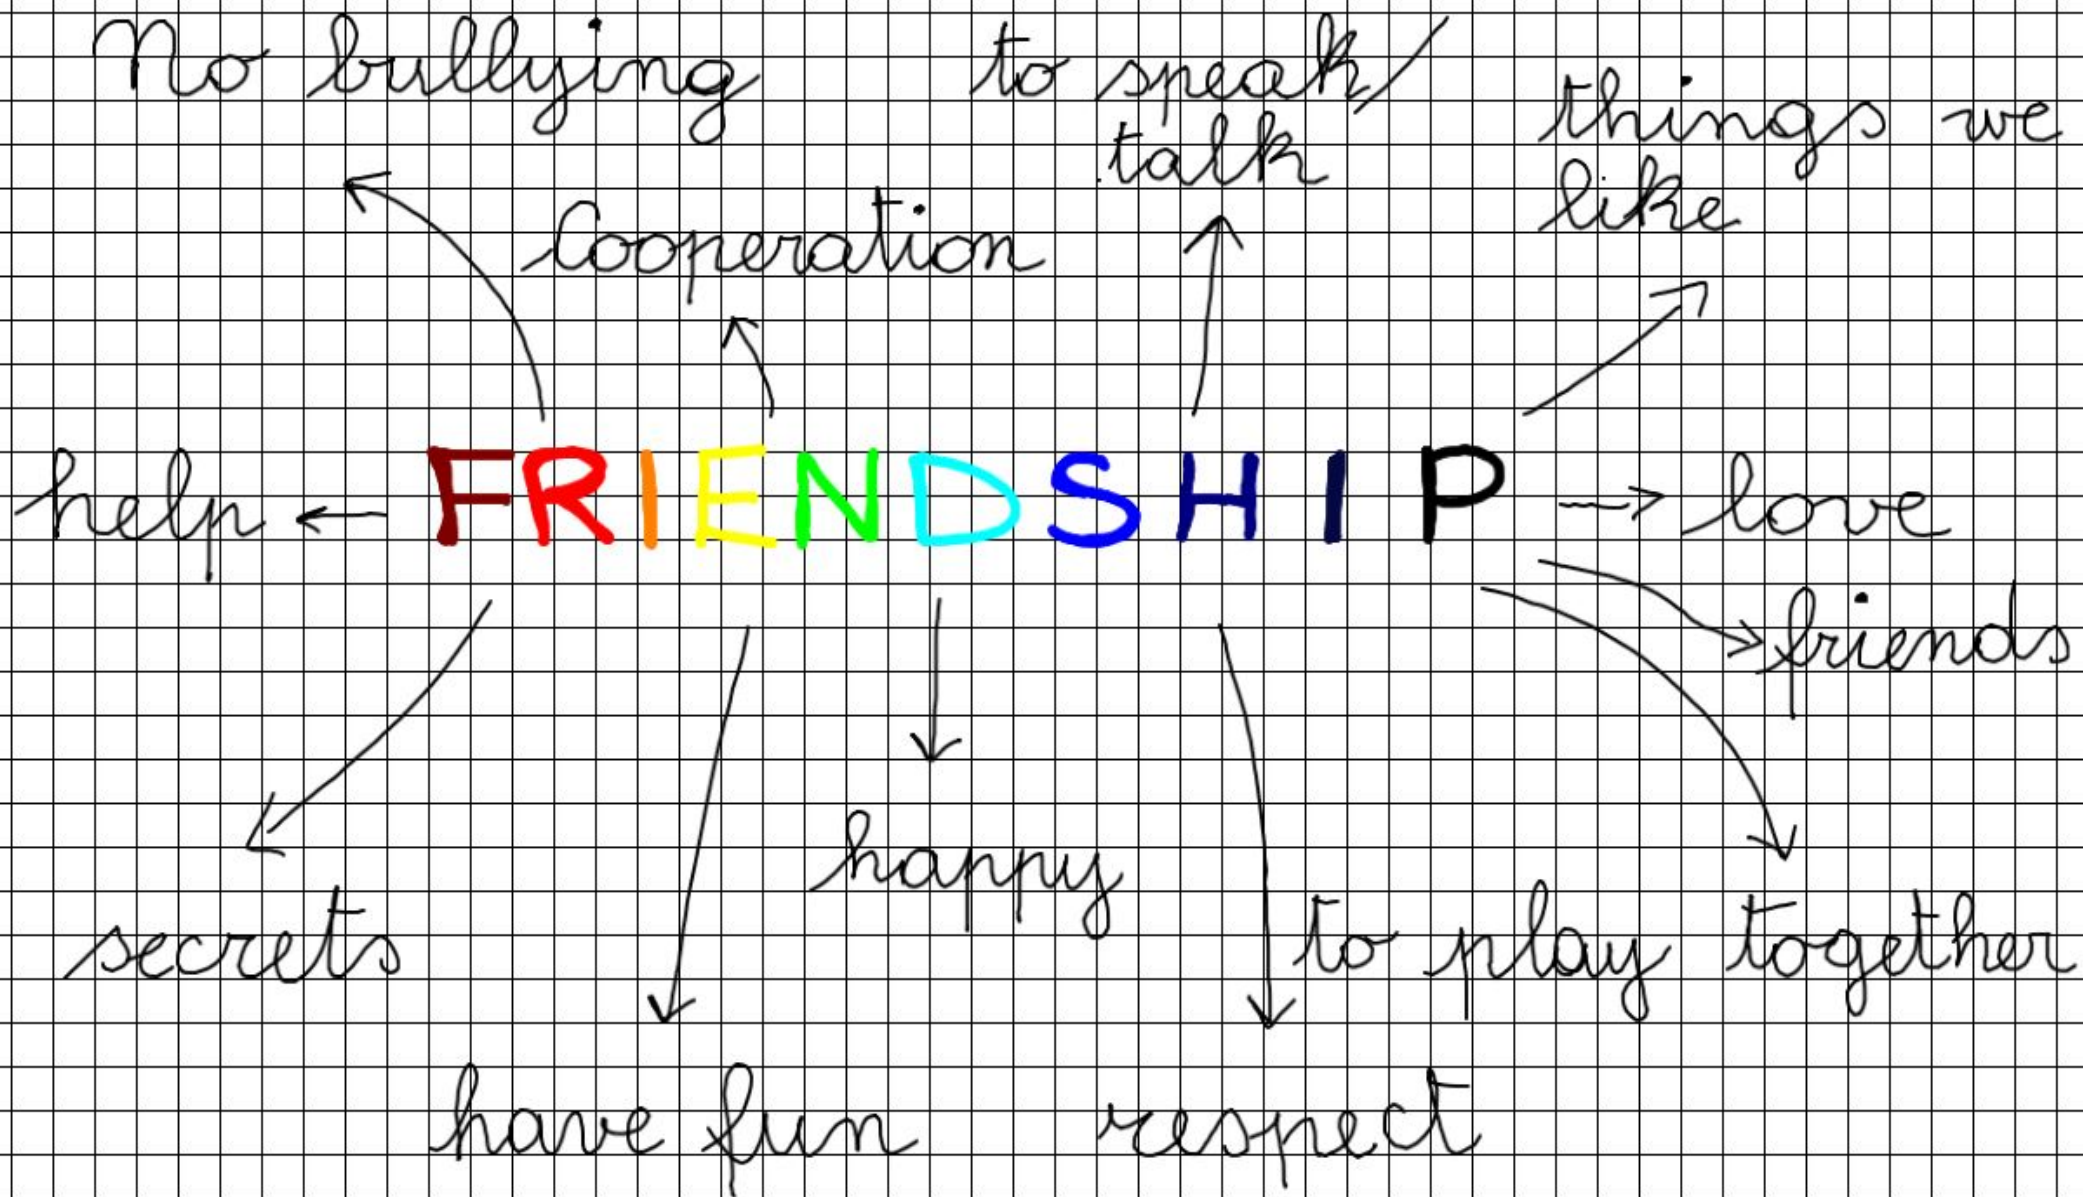 No bullying
to speak/
talk
things we
like
Cooperation
help
FRIENDSHIP
love
friends
happy
secrets
to play together
have fun
respect